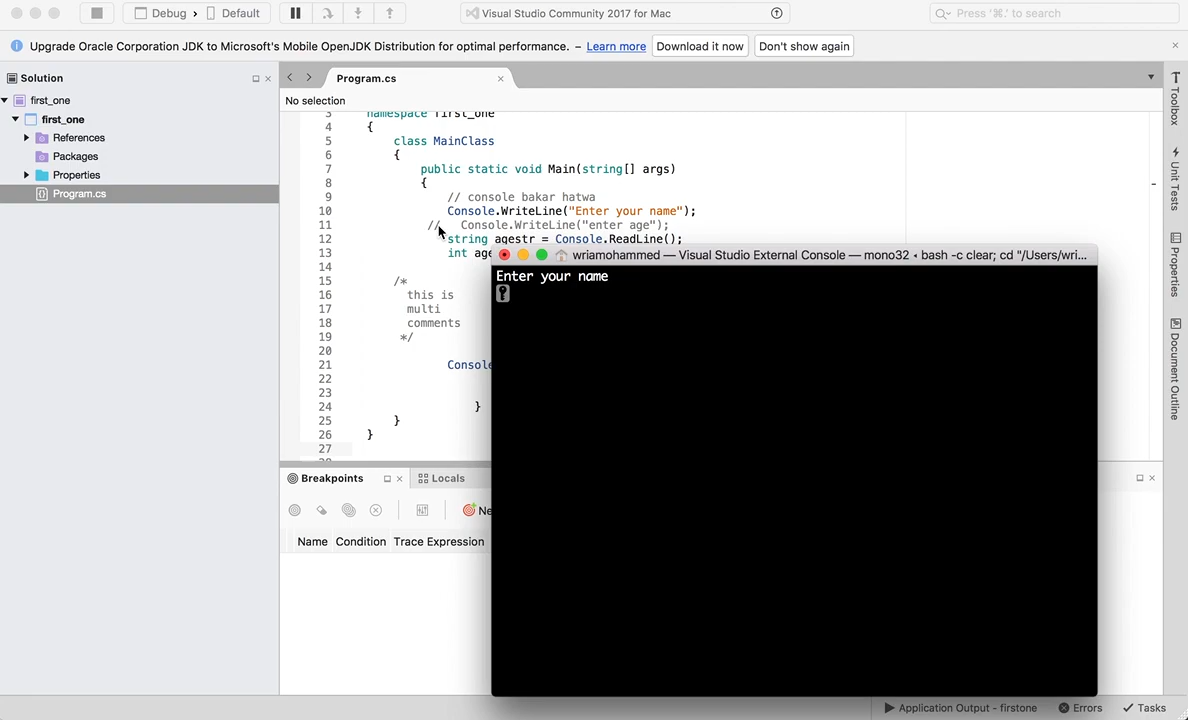 Debug › Default
Visual Studio Community 2017 for Mac
Press '⌘.' to search
Upgrade Oracle Corporation JDK to Microsoft's Mobile OpenJDK Distribution for optimal performance. – Learn more
Download it now
Don't show again
Solution
first_one
first_one
References
Packages
Properties
Program.cs
Program.cs
No selection
3 namespace first_one
4 {
5 class MainClass
6 {
7 public static void Main(string[] args)
8 {
9 // console bakar hatwa
10 Console.WriteLine("Enter your name");
11 // Console.WriteLine("enter age");
12 string agestr = Console.ReadLine();
13 int age
14
15 /*
16 this is
17 multi
18 comments
19 */
20
21 Console
22
23
24 }
25 }
26 }
27
28
wriamohammed — Visual Studio External Console — mono32 ◂ bash -c clear; cd "/Users/wri...
Enter your name
Breakpoints
Locals
Ne
Name Condition Trace Expression
Toolbox
Unit Tests
Properties
Document Outline
Application Output - firstone
Errors
Tasks